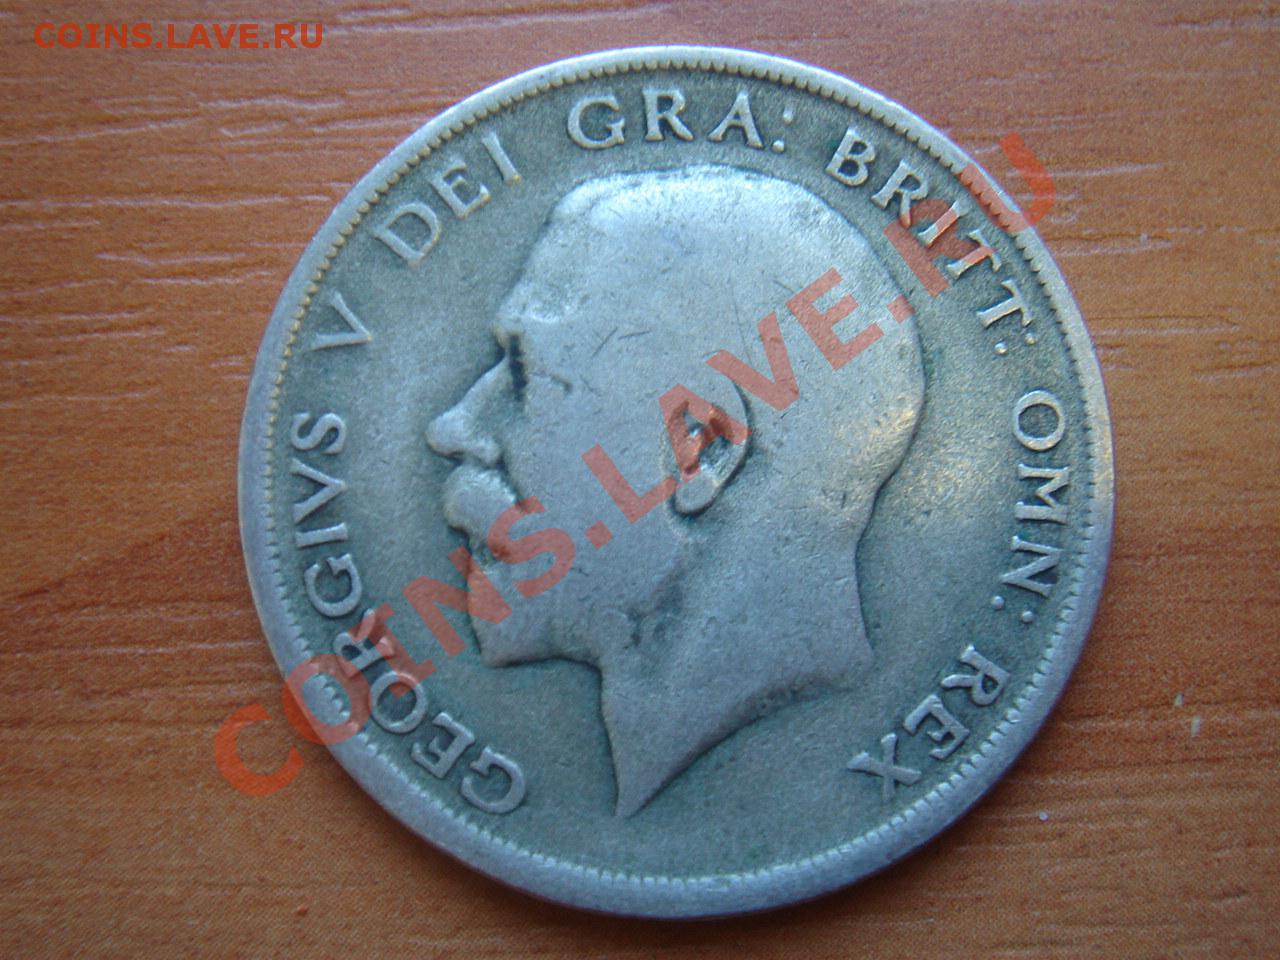 COINS.LAVE.RU
GEORGIVS V DEI GRA: BRITT: OMN: REX
COINS.LAVE.RU